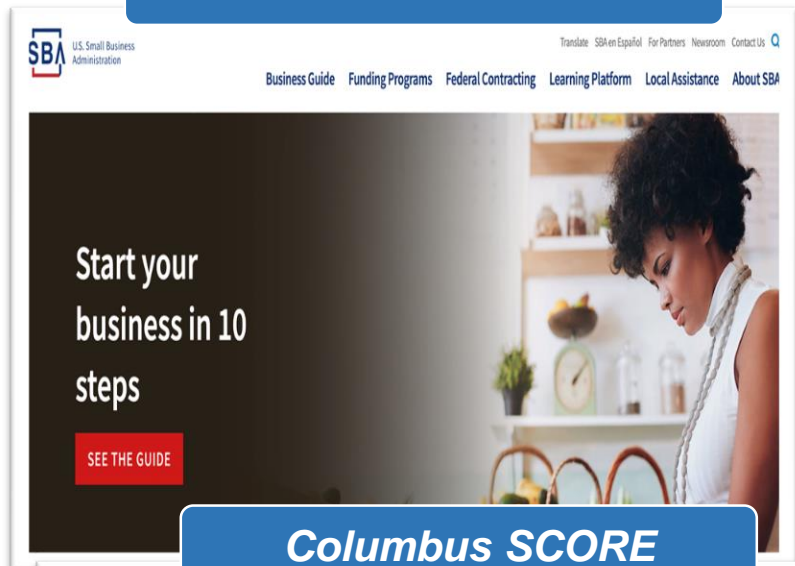 SBA
U.S. Small Business
Administration
Translate SBA en Español For Partners Newsroom Contact Us
Business Guide Funding Programs Federal Contracting Learning Platform Local Assistance About SBA
Start your
business in 10
steps
SEE THE GUIDE
Columbus SCORE